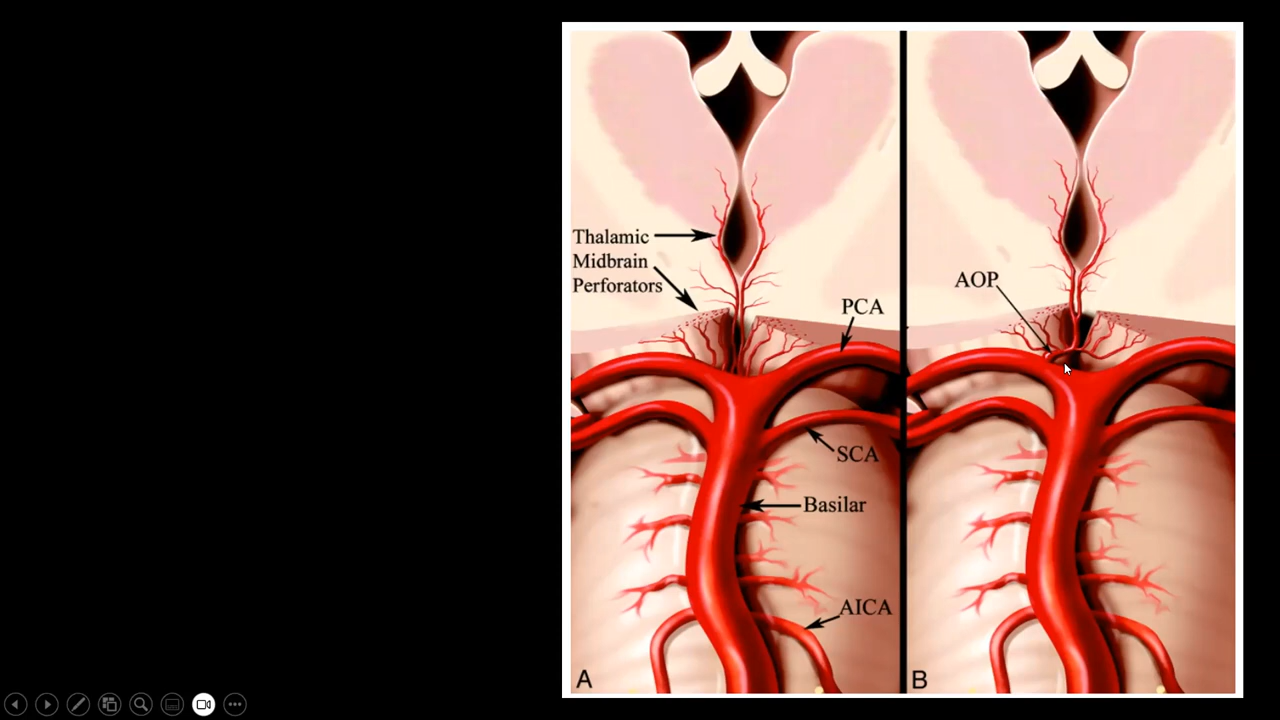 Thalamic
Midbrain
Perforators
PCA
SCA
Basilar
AICA
A
AOP
B